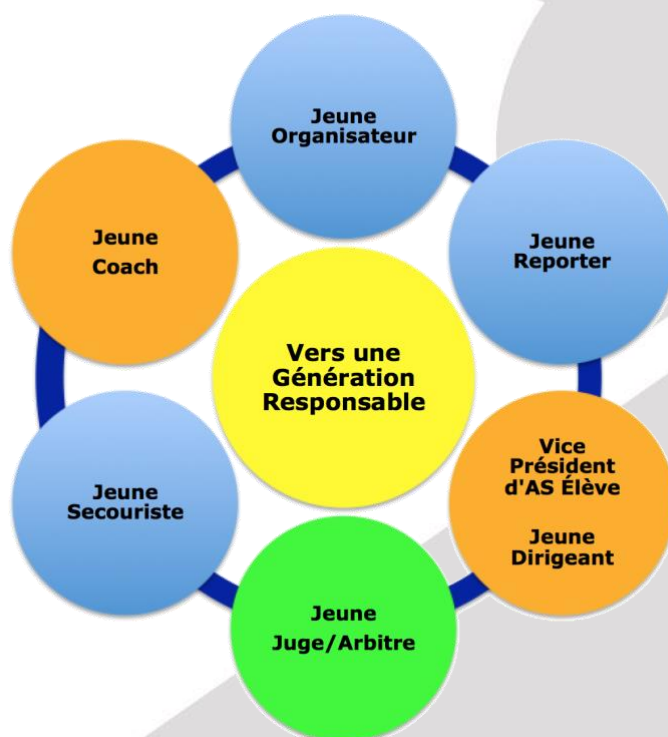 Jeune
Organisateur
Jeune
Reporter
Jeune
Coach
Vers une
Génération
Responsable
Vice
Président
d'AS Élève
Jeune
Dirigeant
Jeune
Secouriste
Jeune
Juge/Arbitre